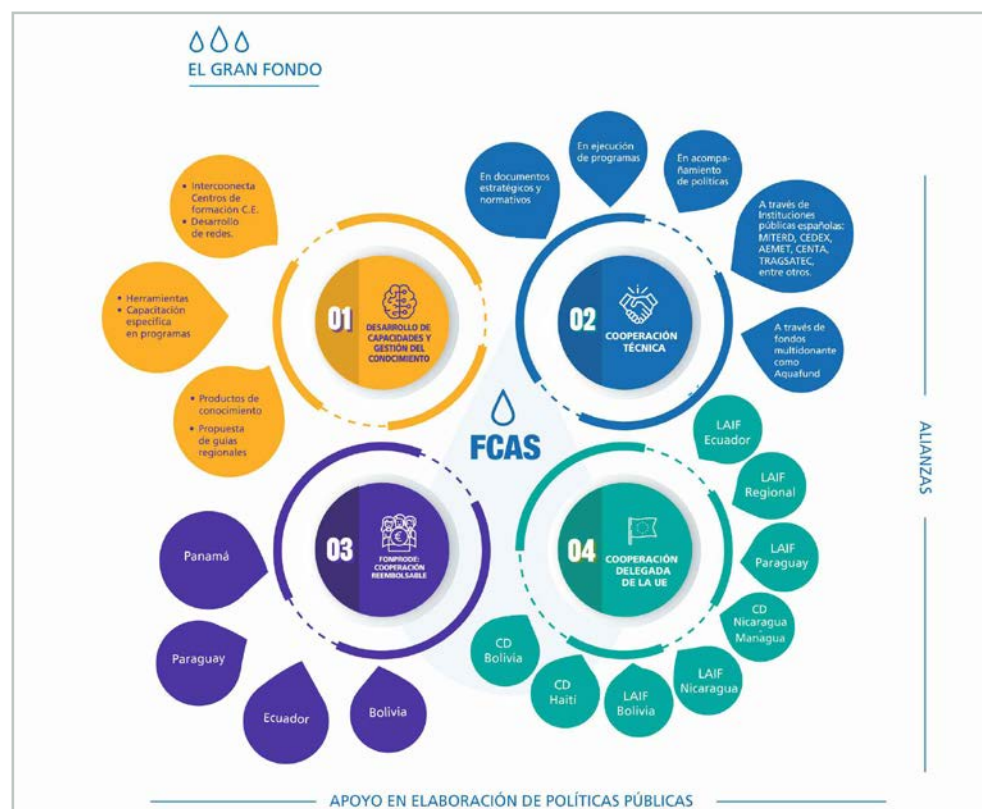 EL GRAN FONDO
• Intercoonecta
Centros de
formación C.E.
• Desarrollo
de redes.
• Herramientas
• Capacitación
específica
en programas
• Productos de
conocimiento
• Propuesta
de guías
regionales
01
DESARROLLO DE
CAPACIDADES Y
GESTIÓN DEL
CONOCIMIENTO
En documentos
estratégicos y
normativos
En ejecución
de programas
En acompa-
ñamiento
de políticas
A través de
Instituciones
públicas españolas:
MITERD, CEDEX,
AEMET, CENTA,
TRAGSATEC,
entre otros.
A través de
fondos
multidonante
como
Aquafund
02
COOPERACIÓN
TÉCNICA
FCAS
03
FONPRODE:
COOPERACIÓN
REEMBOLSABLE
Panamá
Paraguay
Ecuador
Bolivia
04
COOPERACIÓN
DELEGADA
DE LA UE
LAIF
Ecuador
LAIF
Regional
LAIF
Paraguay
CD
Nicaragua -
Managua
LAIF
Nicaragua
LAIF
Bolivia
CD
Haití
CD
Bolivia
ALIANZAS
APOYO EN ELABORACIÓN DE POLÍTICAS PÚBLICAS